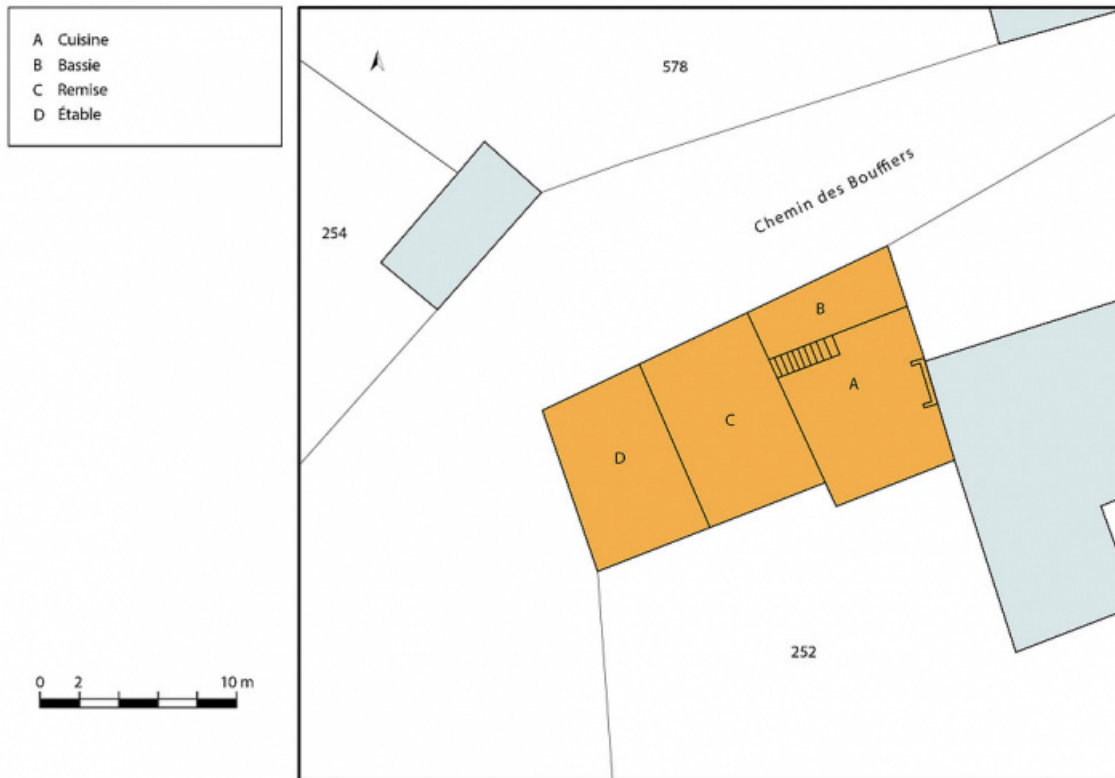 A Cuisine
B Bassie
C Remise
D Étable
578
Chemin des Bouffiers
254
B
A
C
D
252
0 2 10 m